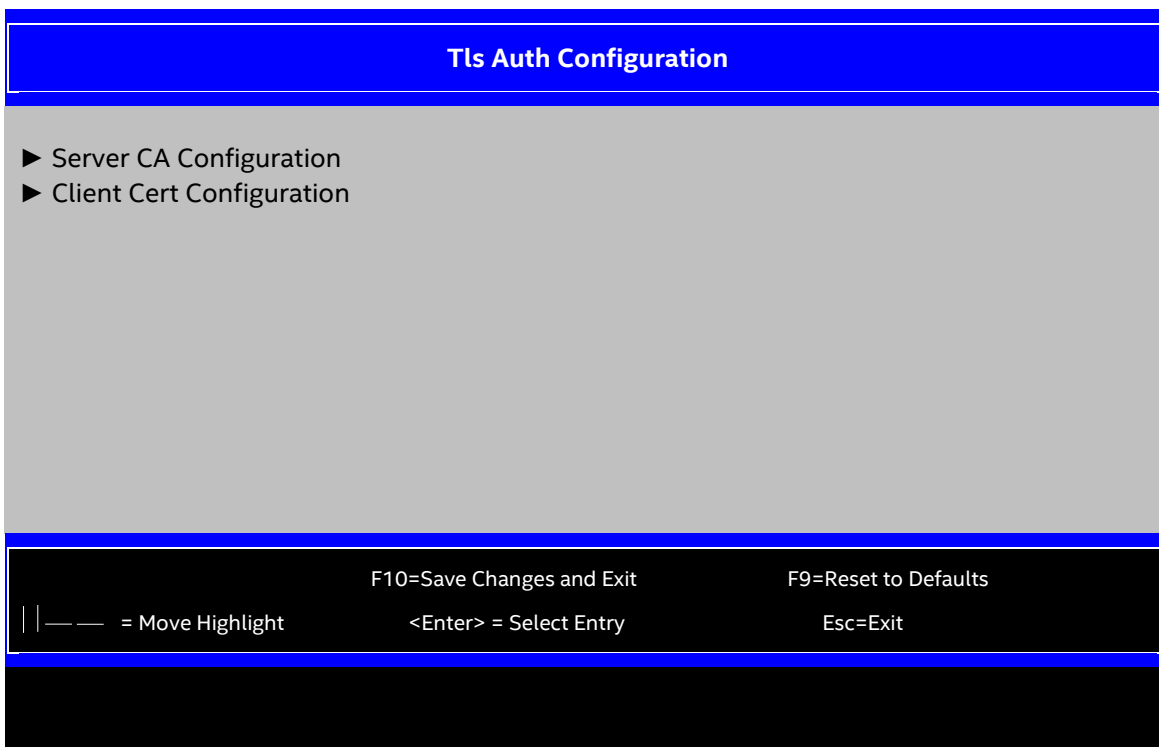 Tls Auth Configuration
► Server CA Configuration
► Client Cert Configuration
F10=Save Changes and Exit F9=Reset to Defaults
= Move Highlight <Enter> = Select Entry Esc=Exit